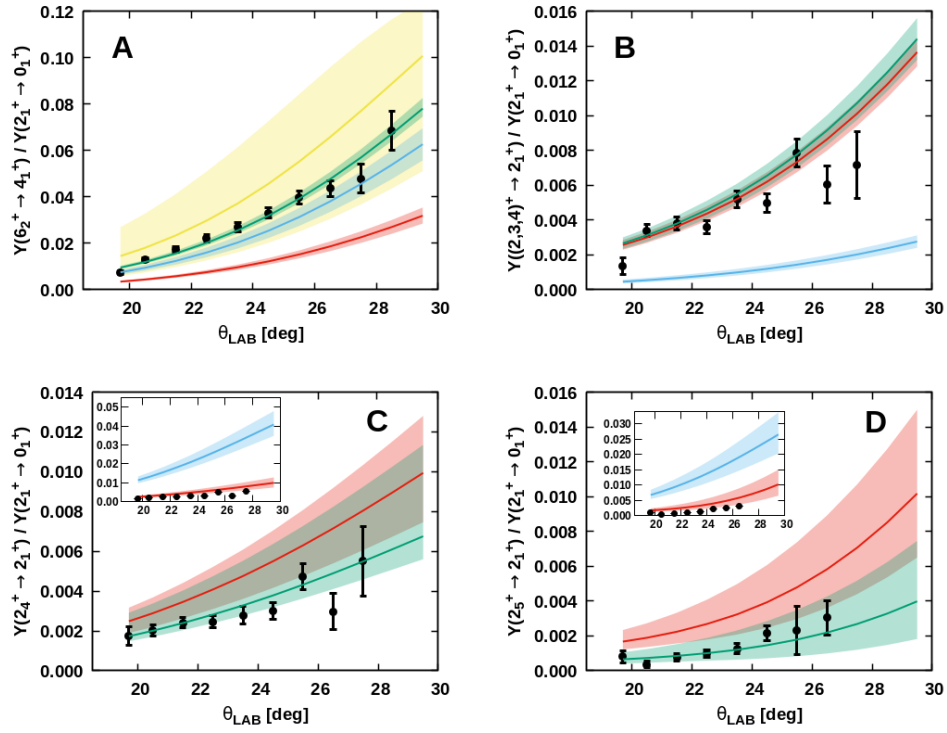 A
Y(6₂⁺ → 4₁⁺) / Y(2₁⁺ → 0₁⁺)
0.12
0.10
0.08
0.06
0.04
0.02
0.00
20 22 24 26 28 30
θLAB [deg]
B
Y((2,3,4)⁺ → 2₁⁺) / Y(2₁⁺ → 0₁⁺)
0.016
0.014
0.012
0.010
0.008
0.006
0.004
0.002
0.000
20 22 24 26 28 30
θLAB [deg]
C
Y(2₄⁺ → 2₁⁺) / Y(2₁⁺ → 0₁⁺)
0.014
0.012
0.010
0.008
0.006
0.004
0.002
0.000
20 22 24 26 28 30
θLAB [deg]
0.05
0.04
0.03
0.02
0.01
0.00
20 22 24 26 28 30
D
Y(2₅⁺ → 2₁⁺) / Y(2₁⁺ → 0₁⁺)
0.016
0.014
0.012
0.010
0.008
0.006
0.004
0.002
0.000
20 22 24 26 28 30
θLAB [deg]
0.030
0.025
0.020
0.015
0.010
0.005
0.000
20 22 24 26 28 30